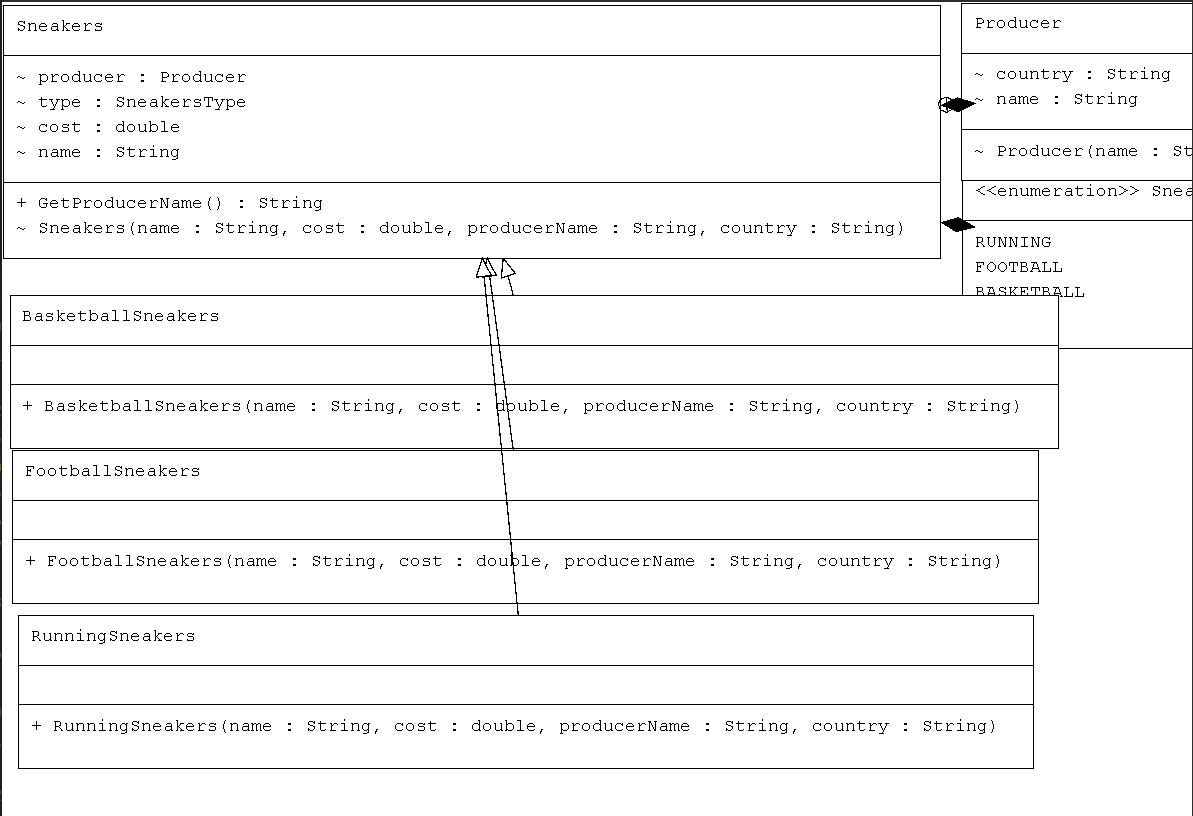 Sneakers
~ producer : Producer
~ type : SneakersType
~ cost : double
~ name : String
+ GetProducerName() : String
~ Sneakers(name : String, cost : double, producerName : String, country : String)
Producer
~ country : String
~ name : String
~ Producer(name : St
<<enumeration>> Snea
RUNNING
FOOTBALL
BASKETBALL
BasketballSneakers
+ BasketballSneakers(name : String, cost : double, producerName : String, country : String)
FootballSneakers
+ FootballSneakers(name : String, cost : double, producerName : String, country : String)
RunningSneakers
+ RunningSneakers(name : String, cost : double, producerName : String, country : String)